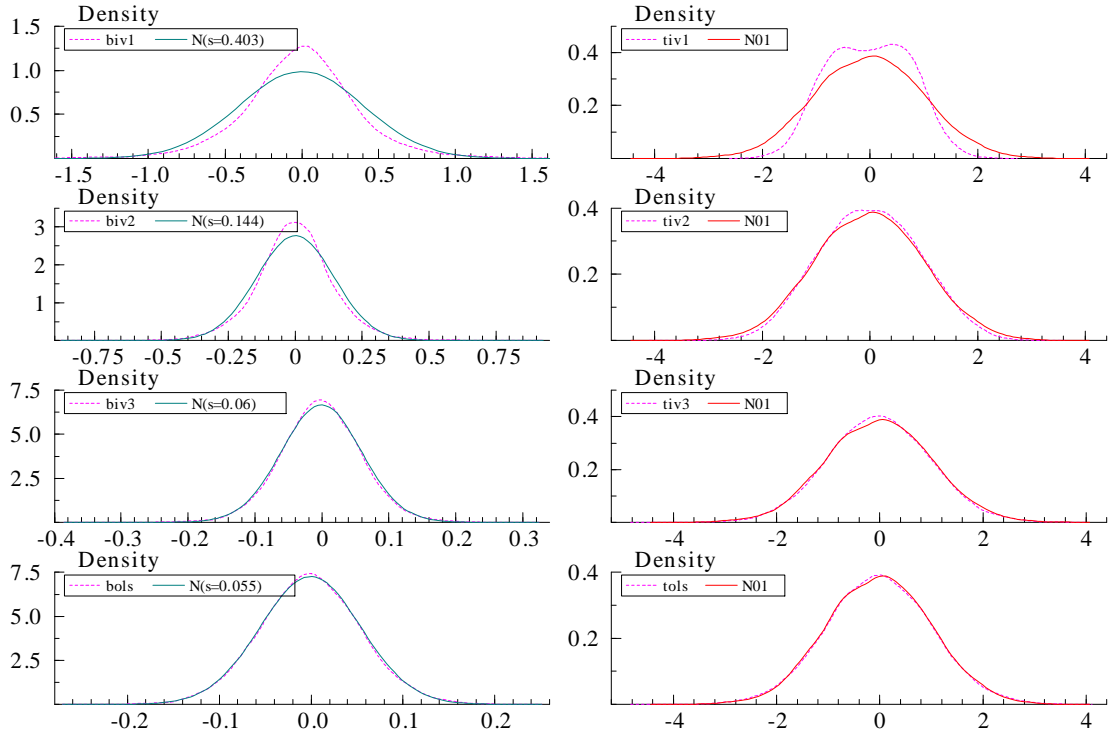 Density
biv1 N(s=0.403)
1.5
1.0
0.5
-1.5 -1.0 -0.5 0.0 0.5 1.0 1.5
Density
tiv1 N01
0.4
0.2
-4 -2 0 2 4
Density
biv2 N(s=0.144)
3
2
1
-0.75 -0.50 -0.25 0 0.25 0.50 0.75
Density
tiv2 N01
0.4
0.2
-4 -2 0 2 4
Density
biv3 N(s=0.06)
7.5
5.0
2.5
-0.4 -0.3 -0.2 -0.1 0.0 0.1 0.2 0.3
Density
tiv3 N01
0.4
0.2
-4 -2 0 2 4
Density
bols N(s=0.055)
7.5
5.0
2.5
-0.2 -0.1 0.0 0.1 0.2
Density
tols N01
0.4
0.2
-4 -2 0 2 4